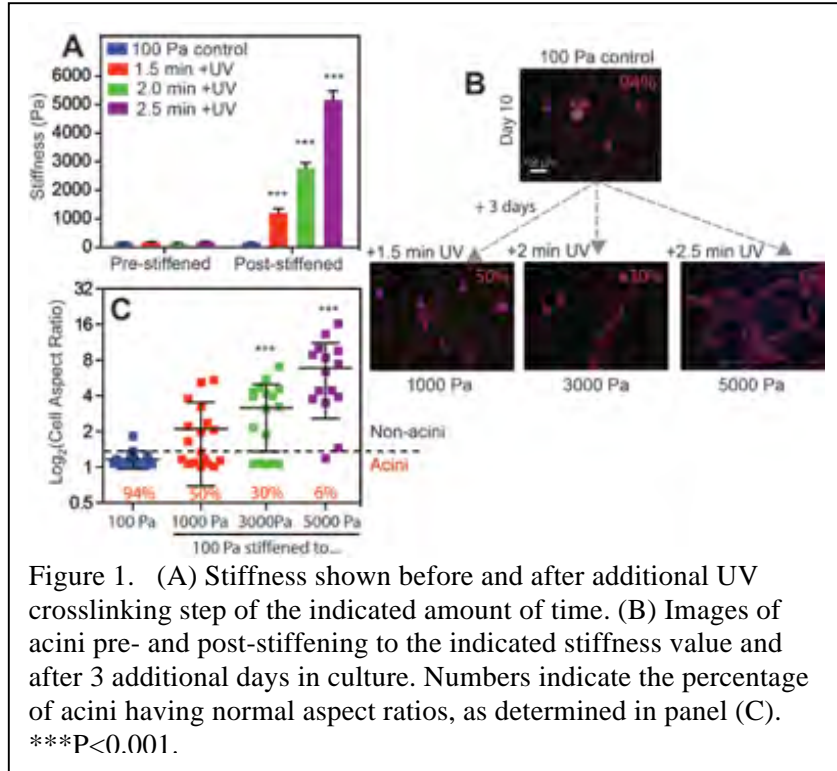 A
100 Pa control
1.5 min +UV
2.0 min +UV
2.5 min +UV
6000
5000
4000
3000
2000
1000
0
Stiffness (Pa)
***
***
***
Pre-stiffened
Post-stiffened
B
100 Pa control
94%
Day 10
+ 3 days
+1.5 min UV
+2 min UV
+2.5 min UV
50%
30%
1000 Pa
3000 Pa
5000 Pa
C
32
16
8
4
2
1
0.5
Log₂(Cell Aspect Ratio)
***
***
Non-acini
Acini
94%
50%
30%
6%
100 Pa
1000 Pa
3000Pa
5000 Pa
100 Pa stiffened to...
Figure 1. (A) Stiffness shown before and after additional UV
crosslinking step of the indicated amount of time. (B) Images of
acini pre- and post-stiffening to the indicated stiffness value and
after 3 additional days in culture. Numbers indicate the percentage
of acini having normal aspect ratios, as determined in panel (C).
***P<0.001.